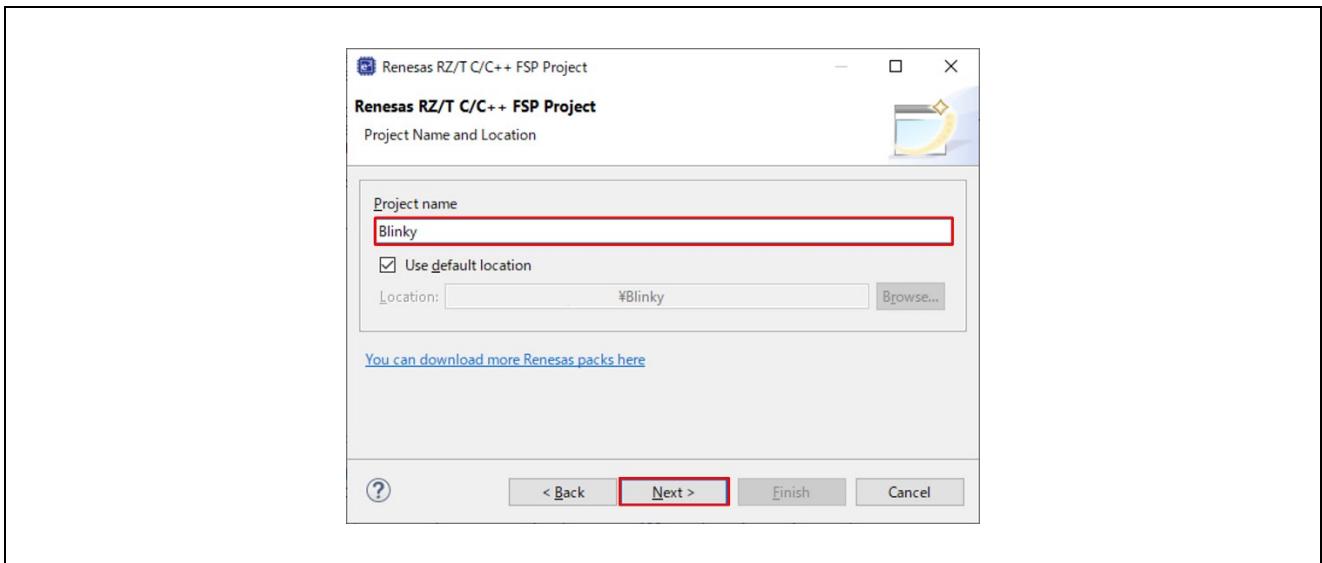 Renesas RZ/T C/C++ FSP Project
Renesas RZ/T C/C++ FSP Project
Project Name and Location
Project name
Blinky
Use default location
Location: ¥Blinky Browse...
You can download more Renesas packs here
? < Back Next > Finish Cancel